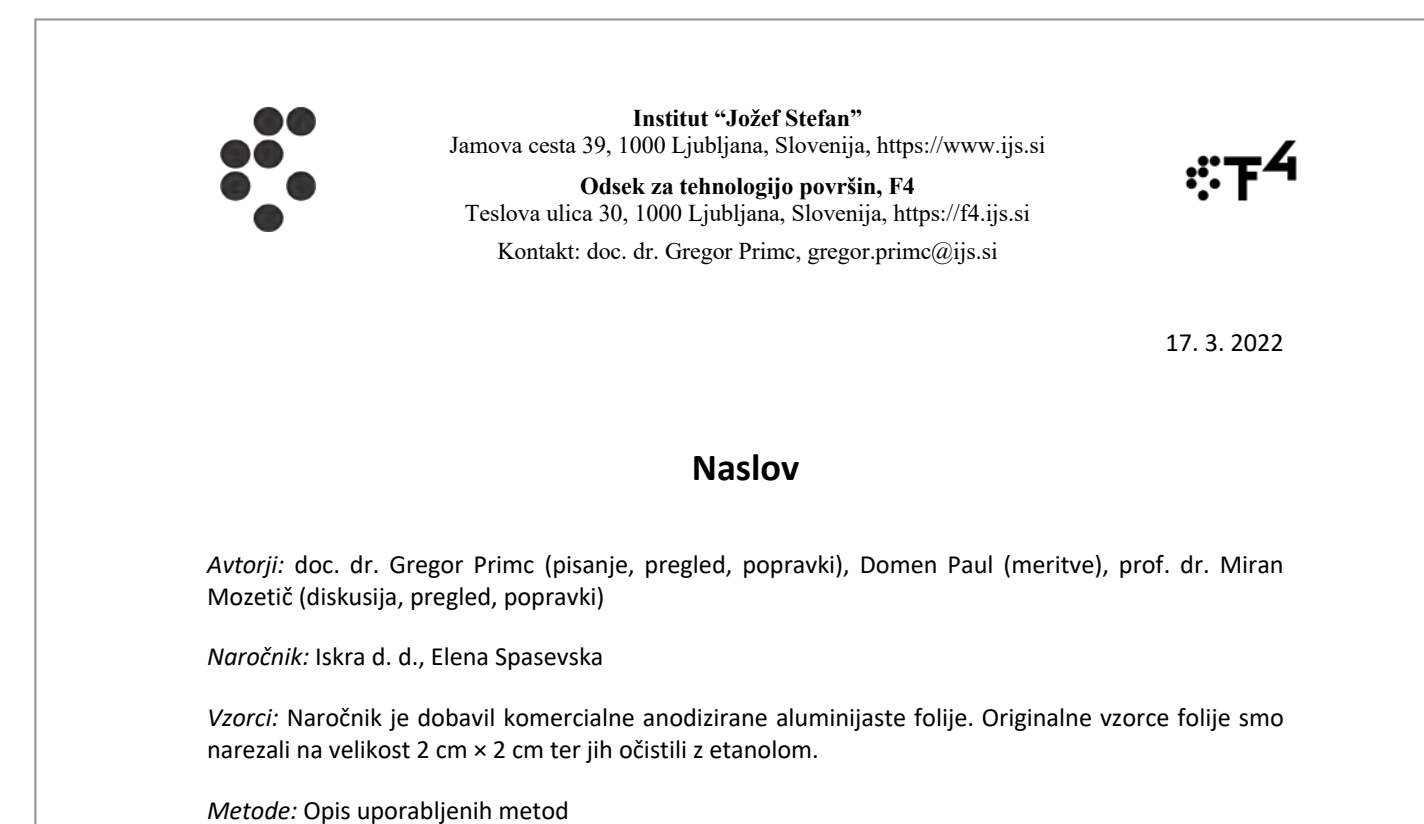 Institut “Jožef Stefan”
Jamova cesta 39, 1000 Ljubljana, Slovenija, https://www.ijs.si
Odsek za tehnologijo površin, F4
Teslova ulica 30, 1000 Ljubljana, Slovenija, https://f4.ijs.si
Kontakt: doc. dr. Gregor Primc, gregor.primc@ijs.si
F4
17. 3. 2022
Naslov
Avtorji: doc. dr. Gregor Primc (pisanje, pregled, popravki), Domen Paul (meritve), prof. dr. Miran
Mozetič (diskusija, pregled, popravki)
Naročnik: Iskra d. d., Elena Spasevska
Vzorci: Naročnik je dobavil komercialne anodizirane aluminijaste folije. Originalne vzorce folije smo
narezali na velikost 2 cm × 2 cm ter jih očistili z etanolom.
Metode: Opis uporabljenih metod